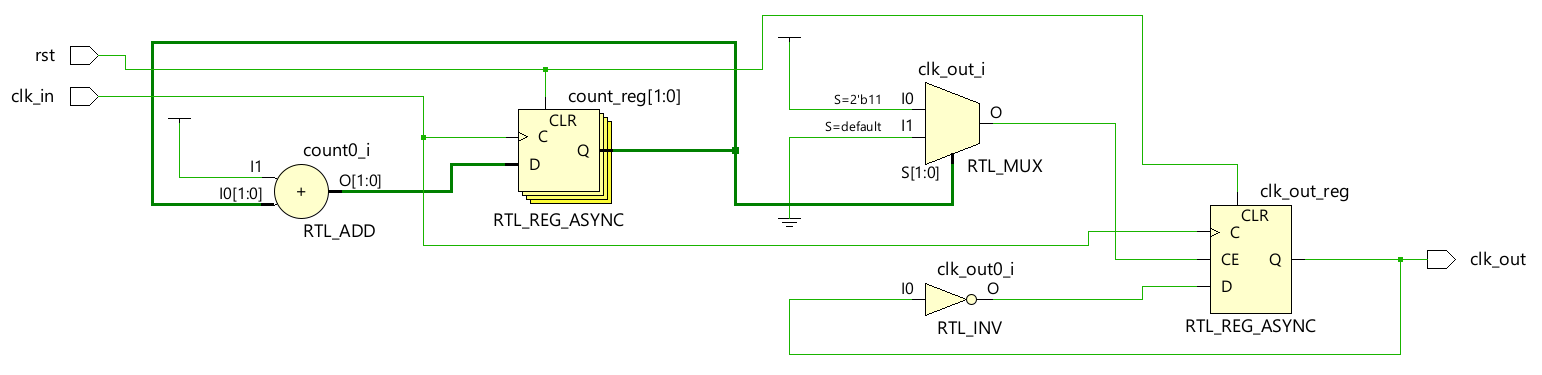 rst
clk_in
count0_i
I1
I0[1:0]
+
O[1:0]
RTL_ADD
count_reg[1:0]
CLR
C
D
Q
RTL_REG_ASYNC
clk_out_i
S=2'b11
I0
S=default
I1
O
S[1:0]
RTL_MUX
clk_out0_i
I0
O
RTL_INV
clk_out_reg
CLR
C
CE
D
Q
RTL_REG_ASYNC
clk_out